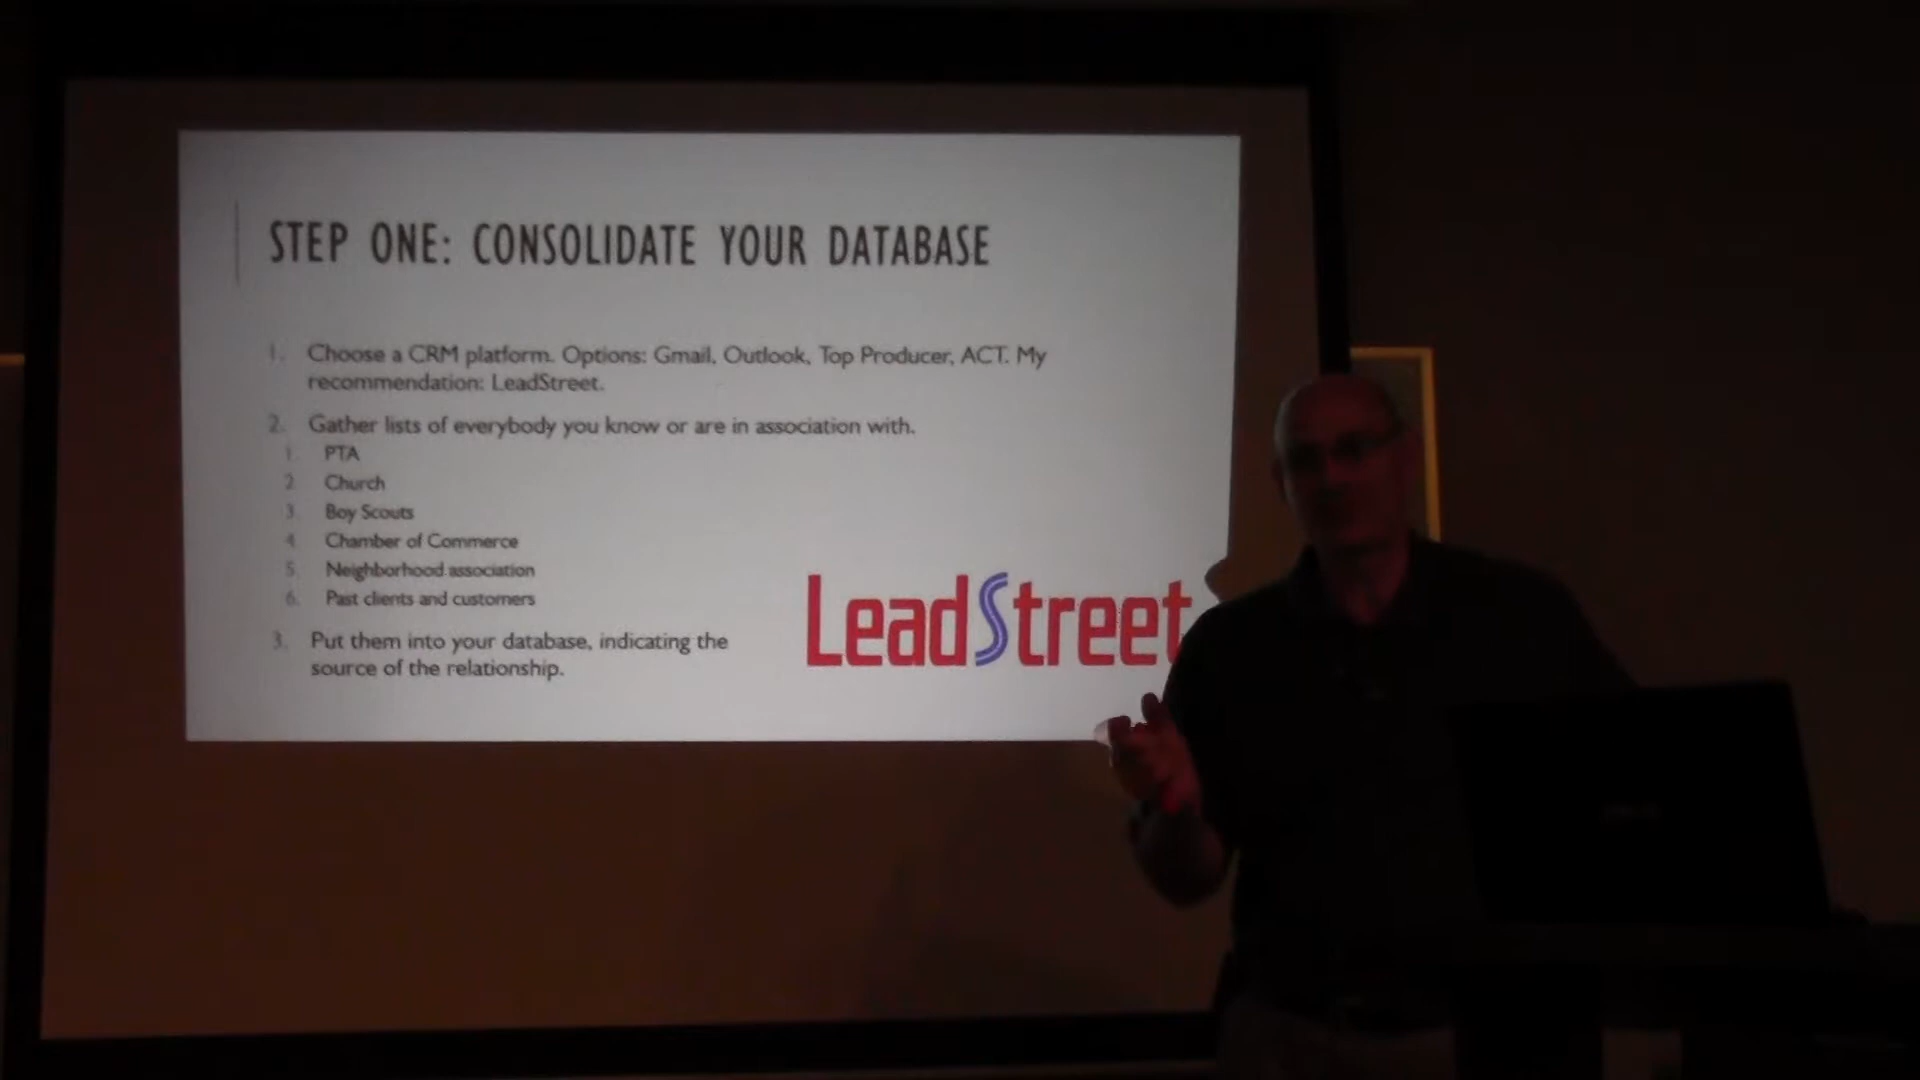 STEP ONE: CONSOLIDATE YOUR DATABASE
1. Choose a CRM platform. Options: Gmail, Outlook, Top Producer, ACT. My
recommendation: LeadStreet.
2. Gather lists of everybody you know or are in association with.
1. PTA
2. Church
3. Boy Scouts
4. Chamber of Commerce
5. Neighborhood association
6. Past clients and customers
3. Put them into your database, indicating the
source of the relationship.
LeadStreet